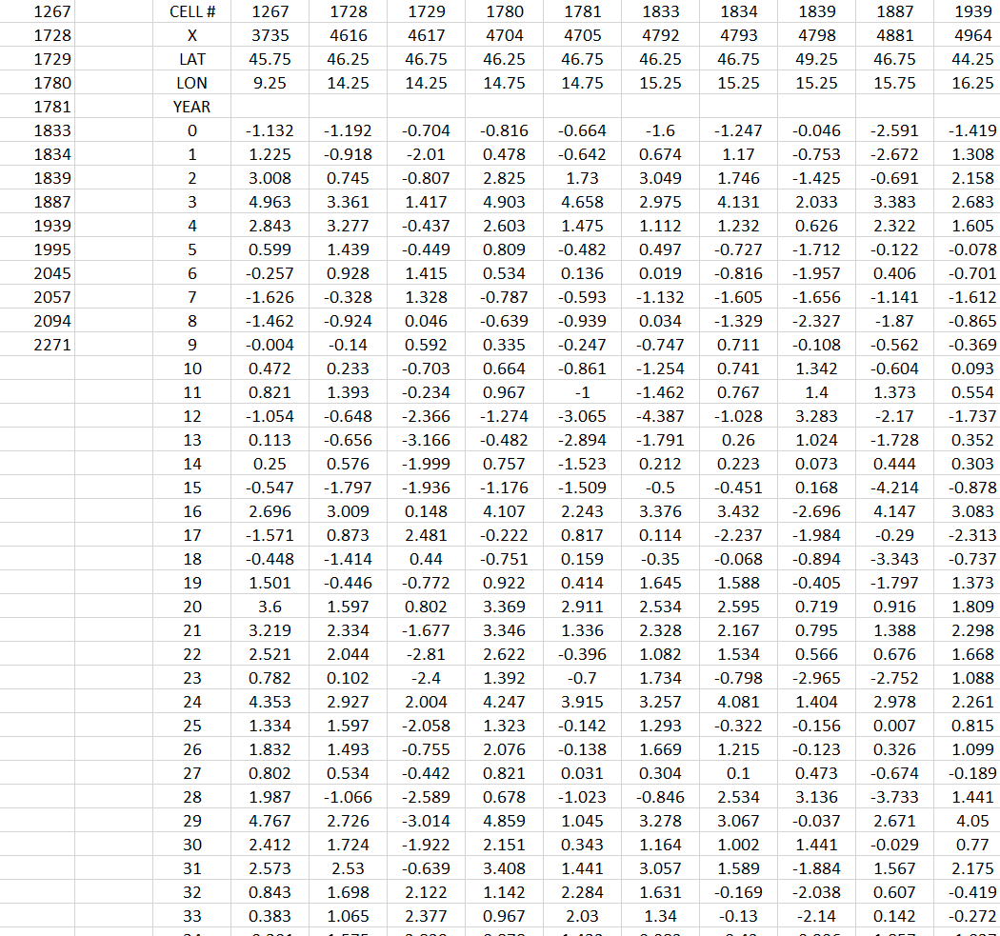 1267 CELL # 1267 1728 1729 1780 1781 1833 1834 1839 1887 1939
1728 X 3735 4616 4617 4704 4705 4792 4793 4798 4881 4964
1729 LAT 45.75 46.25 46.75 46.25 46.75 46.25 46.75 49.25 46.75 44.25
1780 LON 9.25 14.25 14.25 14.75 14.75 15.25 15.25 15.25 15.75 16.25
1781 YEAR
1833 0 -1.132 -1.192 -0.704 -0.816 -0.664 -1.6 -1.247 -0.046 -2.591 -1.419
1834 1 1.225 -0.918 -2.01 0.478 -0.642 0.674 1.17 -0.753 -2.672 1.308
1839 2 3.008 0.745 -0.807 2.825 1.73 3.049 1.746 -1.425 -0.691 2.158
1887 3 4.963 3.361 1.417 4.903 4.658 2.975 4.131 2.033 3.383 2.683
1939 4 2.843 3.277 -0.437 2.603 1.475 1.112 1.232 0.626 2.322 1.605
1995 5 0.599 1.439 -0.449 0.809 -0.482 0.497 -0.727 -1.712 -0.122 -0.078
2045 6 -0.257 0.928 1.415 0.534 0.136 0.019 -0.816 -1.957 0.406 -0.701
2057 7 -1.626 -0.328 1.328 -0.787 -0.593 -1.132 -1.605 -1.656 -1.141 -1.612
2094 8 -1.462 -0.924 0.046 -0.639 -0.939 0.034 -1.329 -2.327 -1.87 -0.865
2271 9 -0.004 -0.14 0.592 0.335 -0.247 -0.747 0.711 -0.108 -0.562 -0.369
10 0.472 0.233 -0.703 0.664 -0.861 -1.254 0.741 1.342 -0.604 0.093
11 0.821 1.393 -0.234 0.967 -1 -1.462 0.767 1.4 1.373 0.554
12 -1.054 -0.648 -2.366 -1.274 -3.065 -4.387 -1.028 3.283 -2.17 -1.737
13 0.113 -0.656 -3.166 -0.482 -2.894 -1.791 0.26 1.024 -1.728 0.352
14 0.25 0.576 -1.999 0.757 -1.523 0.212 0.223 0.073 0.444 0.303
15 -0.547 -1.797 -1.936 -1.176 -1.509 -0.5 -0.451 0.168 -4.214 -0.878
16 2.696 3.009 0.148 4.107 2.243 3.376 3.432 -2.696 4.147 3.083
17 -1.571 0.873 2.481 -0.222 0.817 0.114 -2.237 -1.984 -0.29 -2.313
18 -0.448 -1.414 0.44 -0.751 0.159 -0.35 -0.068 -0.894 -3.343 -0.737
19 1.501 -0.446 -0.772 0.922 0.414 1.645 1.588 -0.405 -1.797 1.373
20 3.6 1.597 0.802 3.369 2.911 2.534 2.595 0.719 0.916 1.809
21 3.219 2.334 -1.677 3.346 1.336 2.328 2.167 0.795 1.388 2.298
22 2.521 2.044 -2.81 2.622 -0.396 1.082 1.534 0.566 0.676 1.668
23 0.782 0.102 -2.4 1.392 -0.7 1.734 -0.798 -2.965 -2.752 1.088
24 4.353 2.927 2.004 4.247 3.915 3.257 4.081 1.404 2.978 2.261
25 1.334 1.597 -2.058 1.323 -0.142 1.293 -0.322 -0.156 0.007 0.815
26 1.832 1.493 -0.755 2.076 -0.138 1.669 1.215 -0.123 0.326 1.099
27 0.802 0.534 -0.442 0.821 0.031 0.304 0.1 0.473 -0.674 -0.189
28 1.987 -1.066 -2.589 0.678 -1.023 -0.846 2.534 3.136 -3.733 1.441
29 4.767 2.726 -3.014 4.859 1.045 3.278 3.067 -0.037 2.671 4.05
30 2.412 1.724 -1.922 2.151 0.343 1.164 1.002 1.441 -0.029 0.77
31 2.573 2.53 -0.639 3.408 1.441 3.057 1.589 -1.884 1.567 2.175
32 0.843 1.698 2.122 1.142 2.284 1.631 -0.169 -2.038 0.607 -0.419
33 0.383 1.065 2.377 0.967 2.03 1.34 -0.13 -2.14 0.142 -0.272